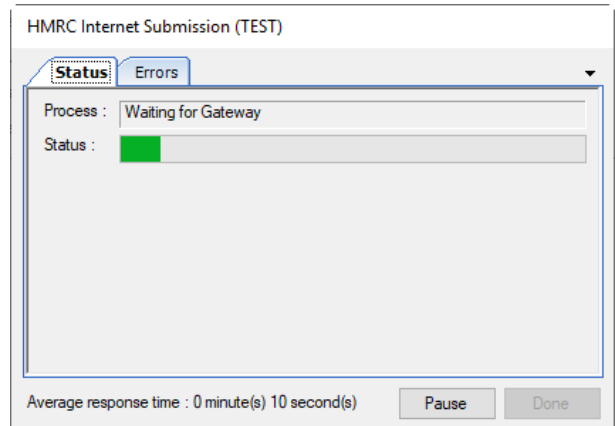 HMRC Internet Submission (TEST)
Status Errors
Process : Waiting for Gateway
Status :
Average response time : 0 minute(s) 10 second(s) Pause Done